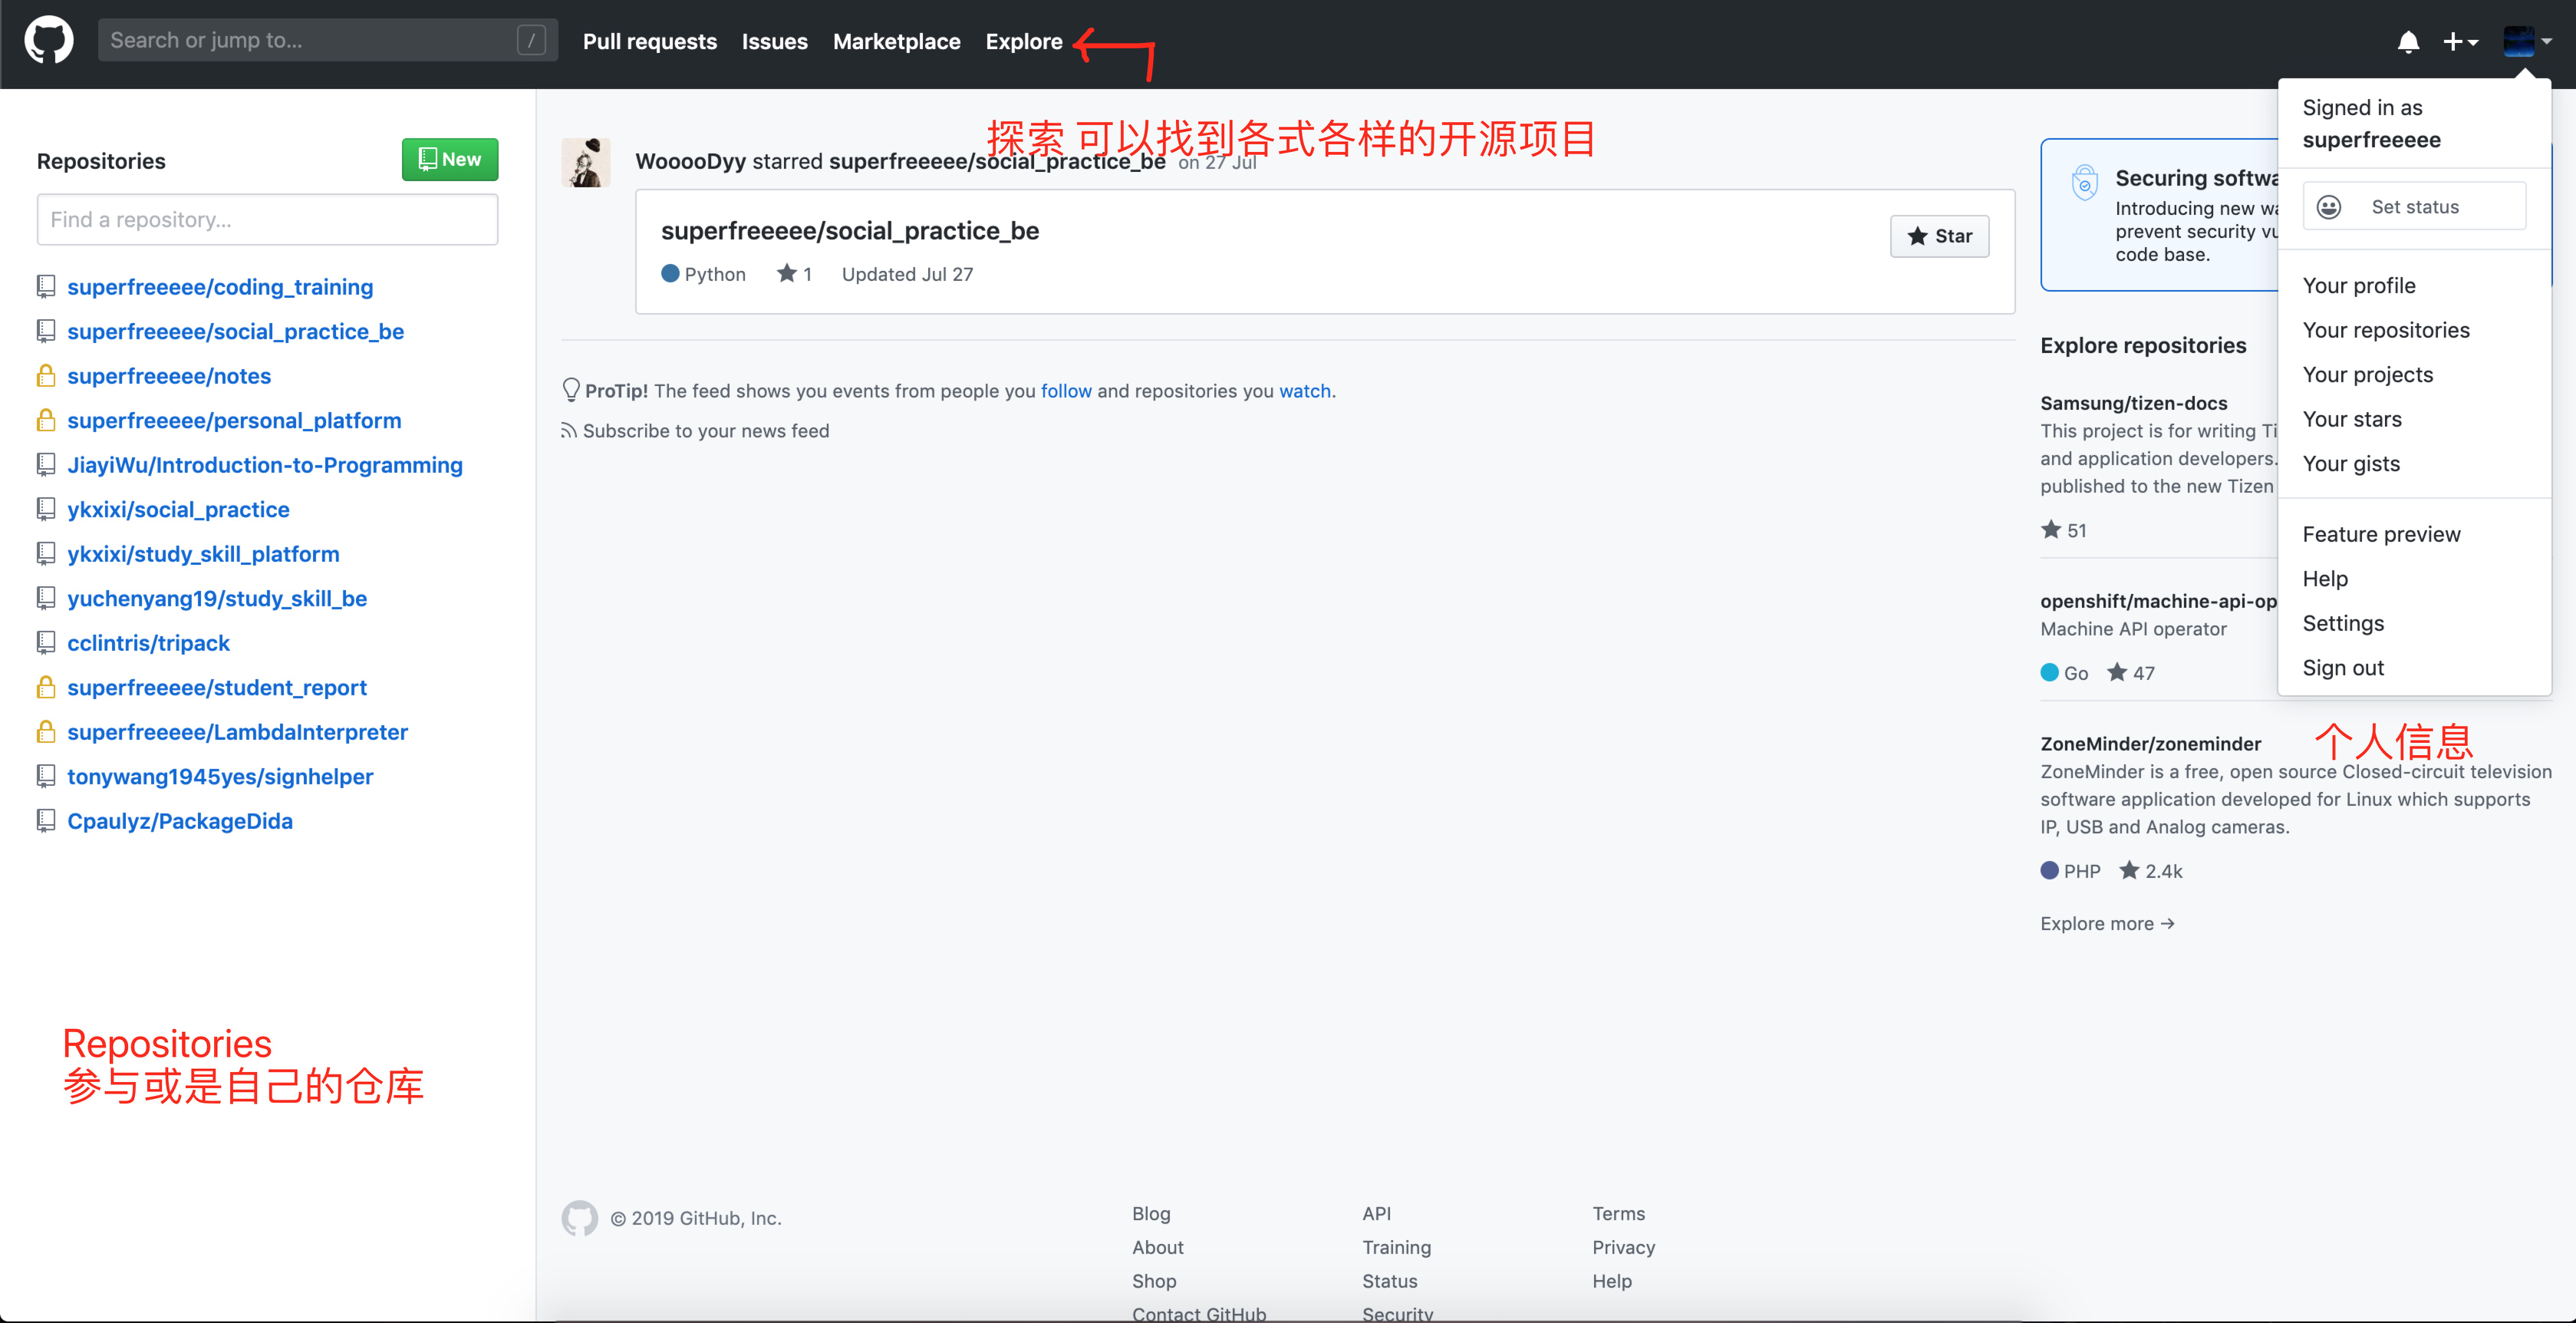 Search or jump to...
/
Pull requests
Issues
Marketplace
Explore
探索 可以找到各式各样的开源项目
Repositories
New
Find a repository...
superfreeeee/coding_training
superfreeeee/social_practice_be
superfreeeee/notes
superfreeeee/personal_platform
JiayiWu/Introduction-to-Programming
ykxixi/social_practice
ykxixi/study_skill_platform
yuchenyang19/study_skill_be
cclintris/tripack
superfreeeee/student_report
superfreeeee/LambdaInterpreter
tonywang1945yes/signhelper
Cpaulyz/PackageDida
Repositories
参与或是自己的仓库
WooooDyy starred superfreeeee/social_practice_be on 27 Jul
superfreeeee/social_practice_be
Star
Python 1 Updated Jul 27
ProTip! The feed shows you events from people you follow and repositories you watch.
Subscribe to your news feed
Securing softwa
Introducing new wa
prevent security vu
code base.
Explore repositories
Samsung/tizen-docs
This project is for writing Ti
and application developers.
published to the new Tizen
51
openshift/machine-api-op
Machine API operator
Go 47
ZoneMinder/zoneminder
ZoneMinder is a free, open source Closed-circuit television
software application developed for Linux which supports
IP, USB and Analog cameras.
PHP 2.4k
Explore more →
Signed in as
superfreeeee
Set status
Your profile
Your repositories
Your projects
Your stars
Your gists
Feature preview
Help
Settings
Sign out
个人信息
© 2019 GitHub, Inc.
Blog
About
Shop
Contact GitHub
API
Training
Status
Security
Terms
Privacy
Help